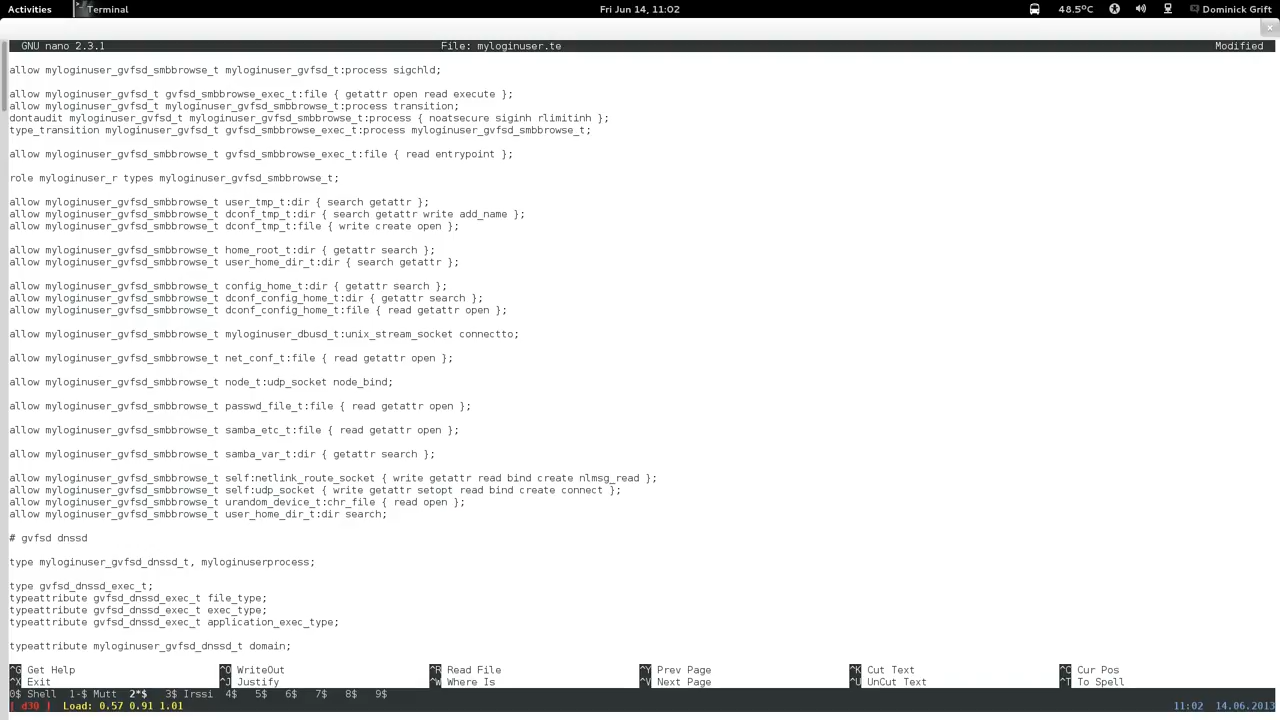 Activities Terminal Fri Jun 14, 11:02 48.5°C Dominick Grift
GNU nano 2.3.1 File: myloginuser.te Modified
allow myloginuser_gvfsd_smbbrowse_t myloginuser_gvfsd_t:process sigchld;
allow myloginuser_gvfsd_t gvfsd_smbbrowse_exec_t:file { getattr open read execute };
allow myloginuser_gvfsd_t myloginuser_gvfsd_smbbrowse_t:process transition;
dontaudit myloginuser_gvfsd_t myloginuser_gvfsd_smbbrowse_t:process { noatsecure siginh rlimitinh };
type_transition myloginuser_gvfsd_t gvfsd_smbbrowse_exec_t:process myloginuser_gvfsd_smbbrowse_t;
allow myloginuser_gvfsd_smbbrowse_t gvfsd_smbbrowse_exec_t:file { read entrypoint };
role myloginuser_r types myloginuser_gvfsd_smbbrowse_t;
allow myloginuser_gvfsd_smbbrowse_t user_tmp_t:dir { search getattr };
allow myloginuser_gvfsd_smbbrowse_t dconf_tmp_t:dir { search getattr write add_name };
allow myloginuser_gvfsd_smbbrowse_t dconf_tmp_t:file { write create open };
allow myloginuser_gvfsd_smbbrowse_t home_root_t:dir { getattr search };
allow myloginuser_gvfsd_smbbrowse_t user_home_dir_t:dir { search getattr };
allow myloginuser_gvfsd_smbbrowse_t config_home_t:dir { getattr search };
allow myloginuser_gvfsd_smbbrowse_t dconf_config_home_t:dir { getattr search };
allow myloginuser_gvfsd_smbbrowse_t dconf_config_home_t:file { read getattr open };
allow myloginuser_gvfsd_smbbrowse_t myloginuser_dbusd_t:unix_stream_socket connectto;
allow myloginuser_gvfsd_smbbrowse_t net_conf_t:file { read getattr open };
allow myloginuser_gvfsd_smbbrowse_t node_t:udp_socket node_bind;
allow myloginuser_gvfsd_smbbrowse_t passwd_file_t:file { read getattr open };
allow myloginuser_gvfsd_smbbrowse_t samba_etc_t:file { read getattr open };
allow myloginuser_gvfsd_smbbrowse_t samba_var_t:dir { getattr search };
allow myloginuser_gvfsd_smbbrowse_t self:netlink_route_socket { write getattr read bind create nlmsg_read };
allow myloginuser_gvfsd_smbbrowse_t self:udp_socket { write getattr setopt read bind create connect };
allow myloginuser_gvfsd_smbbrowse_t urandom_device_t:chr_file { read open };
allow myloginuser_gvfsd_smbbrowse_t user_home_dir_t:dir search;
# gvfsd dnssd
type myloginuser_gvfsd_dnssd_t, myloginuserprocess;
type gvfsd_dnssd_exec_t;
typeattribute gvfsd_dnssd_exec_t file_type;
typeattribute gvfsd_dnssd_exec_t exec_type;
typeattribute gvfsd_dnssd_exec_t application_exec_type;
typeattribute myloginuser_gvfsd_dnssd_t domain;
^G Get Help ^O WriteOut ^R Read File ^Y Prev Page ^K Cut Text ^C Cur Pos
^X Exit ^J Justify ^W Where Is ^V Next Page ^U UnCut Text ^T To Spell
0$ Shell 1-$ Mutt 2*$ 3$ Irssi 4$ 5$ 6$ 7$ 8$ 9$
[ d30 ] Load: 0.57 0.91 1.01 11:02 14.06.2013